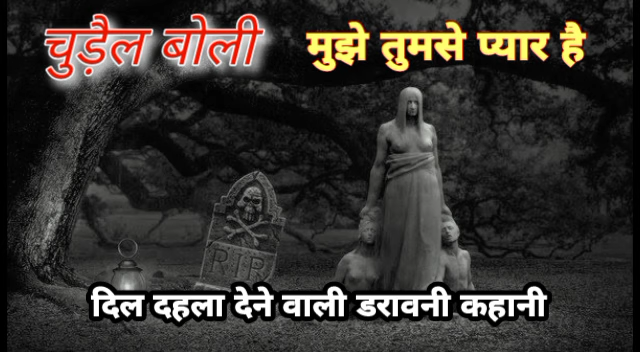 चुड़ैल बोली मुझे तुमसे प्यार है
RIP
दिल दहला देने वाली डरावनी कहानी